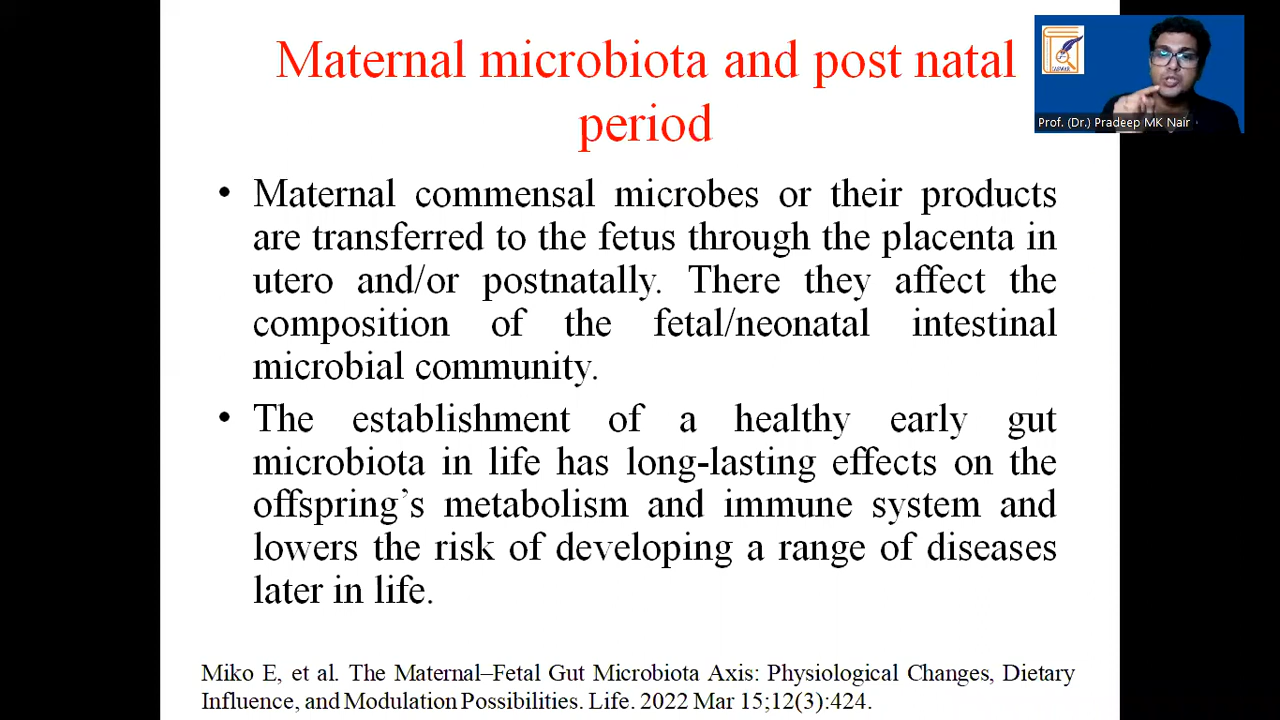 Maternal microbiota and post natal
period
Prof. (Dr.) Pradeep MK Nair
• Maternal commensal microbes or their products
are transferred to the fetus through the placenta in
utero and/or postnatally. There they affect the
composition of the fetal/neonatal intestinal
microbial community.
• The establishment of a healthy early gut
microbiota in life has long-lasting effects on the
offspring’s metabolism and immune system and
lowers the risk of developing a range of diseases
later in life.
Miko E, et al. The Maternal–Fetal Gut Microbiota Axis: Physiological Changes, Dietary
Influence, and Modulation Possibilities. Life. 2022 Mar 15;12(3):424.